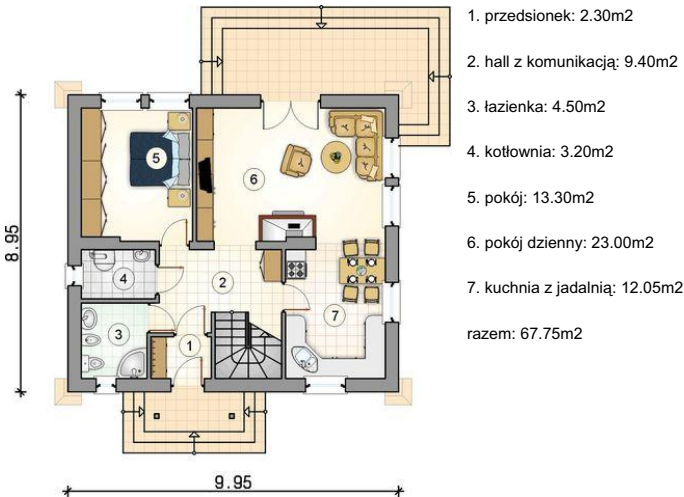 1. przedsionek: 2.30m2
2. hall z komunikacją: 9.40m2
3. łazienka: 4.50m2
4. kotłownia: 3.20m2
5. pokój: 13.30m2
6. pokój dzienny: 23.00m2
7. kuchnia z jadalnią: 12.05m2
razem: 67.75m2
8.95
5
6
4
2
3
1
7
9.95